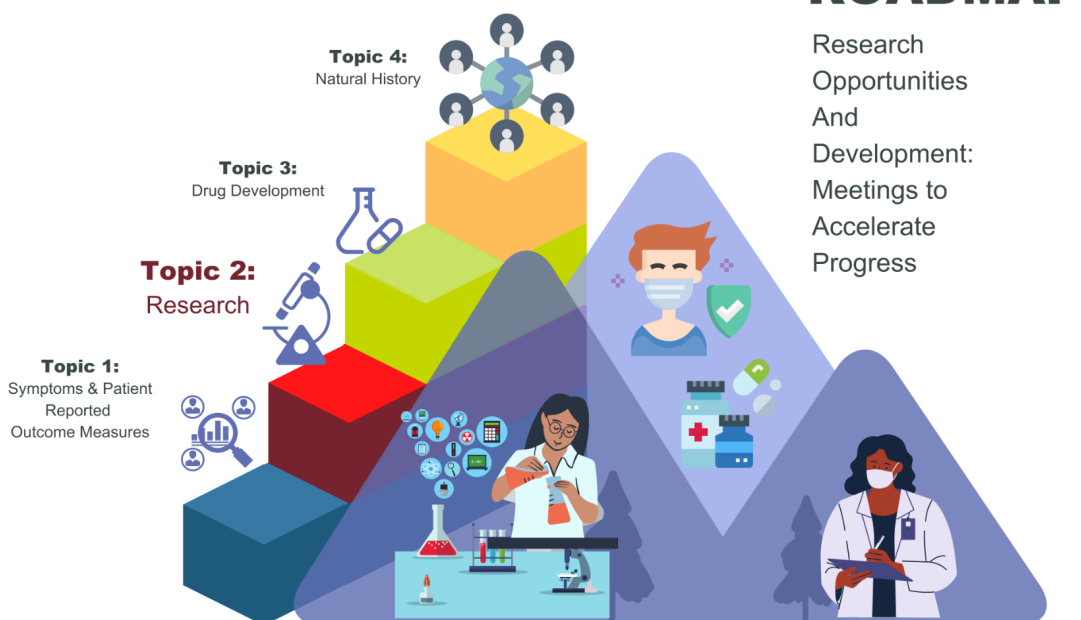 Research
Opportunities
And
Development:
Meetings to
Accelerate
Progress
Topic 4:
Natural History
Topic 3:
Drug Development
Topic 2:
Research
Topic 1:
Symptoms & Patient
Reported
Outcome Measures